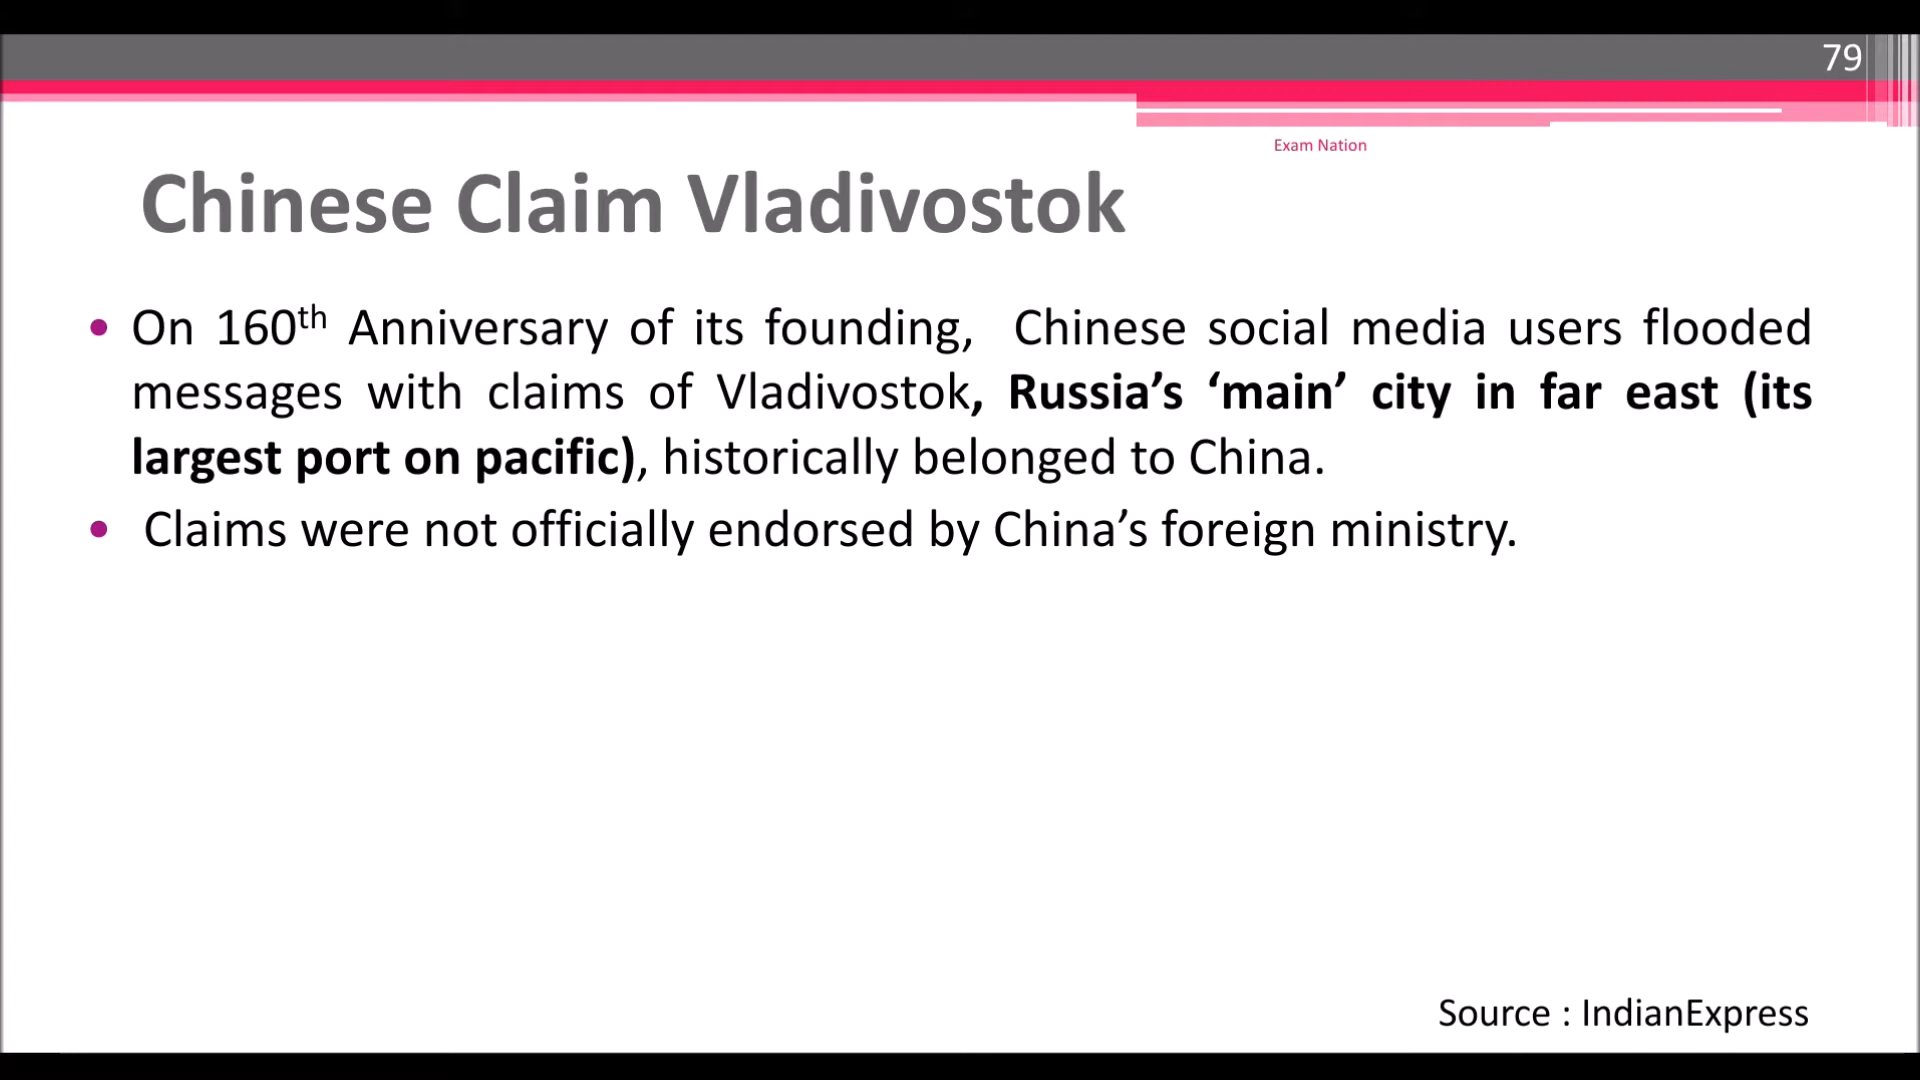 79
Exam Nation
Chinese Claim Vladivostok
• On 160th Anniversary of its founding, Chinese social media users flooded
messages with claims of Vladivostok, Russia’s ‘main’ city in far east (its
largest port on pacific), historically belonged to China.
• Claims were not officially endorsed by China’s foreign ministry.
Source : IndianExpress